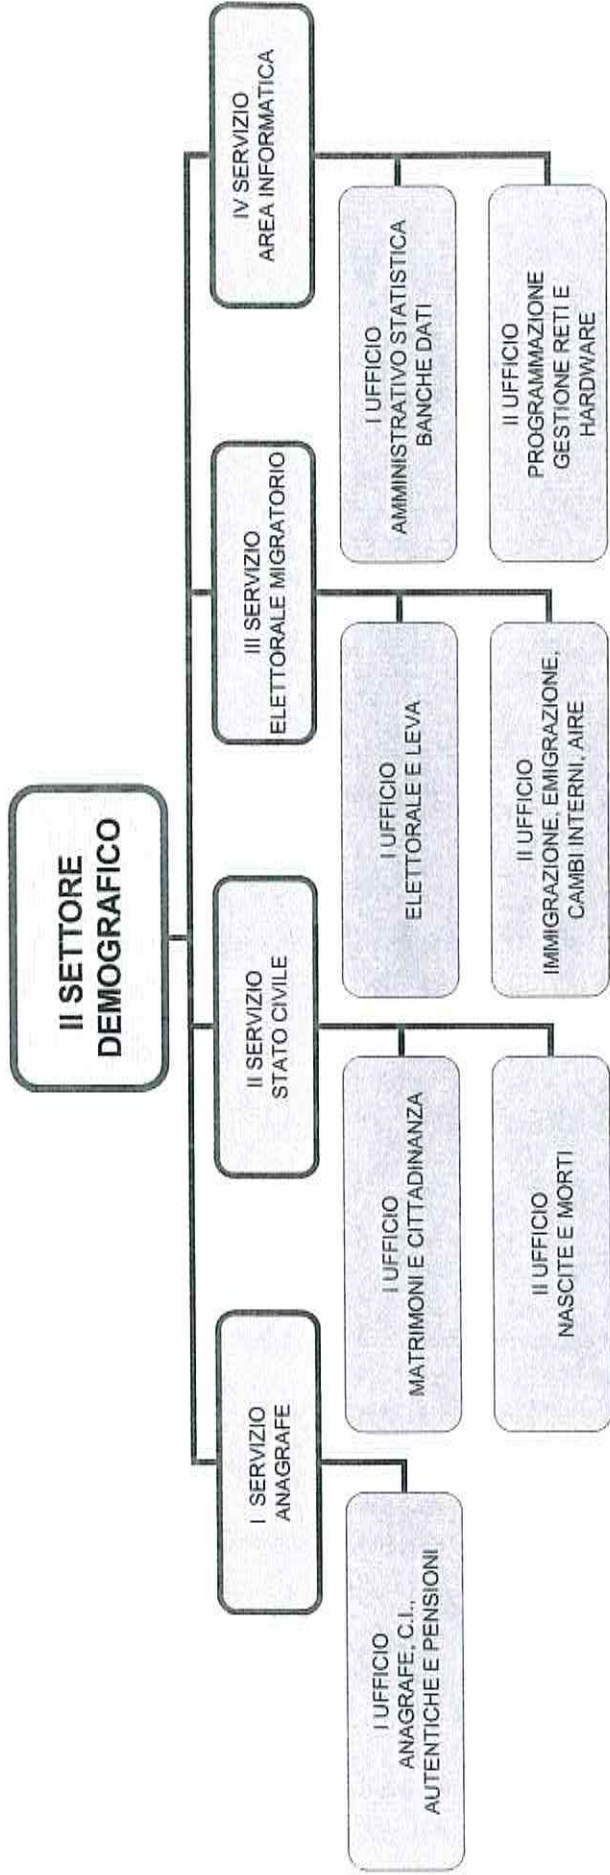 II SETTORE
DEMOGRAFICO
I SERVIZIO
ANAGRAFE
I UFFICIO
ANAGRAFE, C.I.,
AUTENTICHE E PENSIONI
II SERVIZIO
STATO CIVILE
I UFFICIO
MATRIMONI E CITTADINANZA
II UFFICIO
NASCITE E MORTI
III SERVIZIO
ELETTORALE MIGRATORIO
I UFFICIO
ELETTORALE E LEVA
II UFFICIO
IMMIGRAZIONE, EMIGRAZIONE,
CAMBI INTERNI, AIRE
IV SERVIZIO
AREA INFORMATICA
I UFFICIO
AMMINISTRATIVO STATISTICA
BANCHE DATI
II UFFICIO
PROGRAMMAZIONE
GESTIONE RETI E
HARDWARE